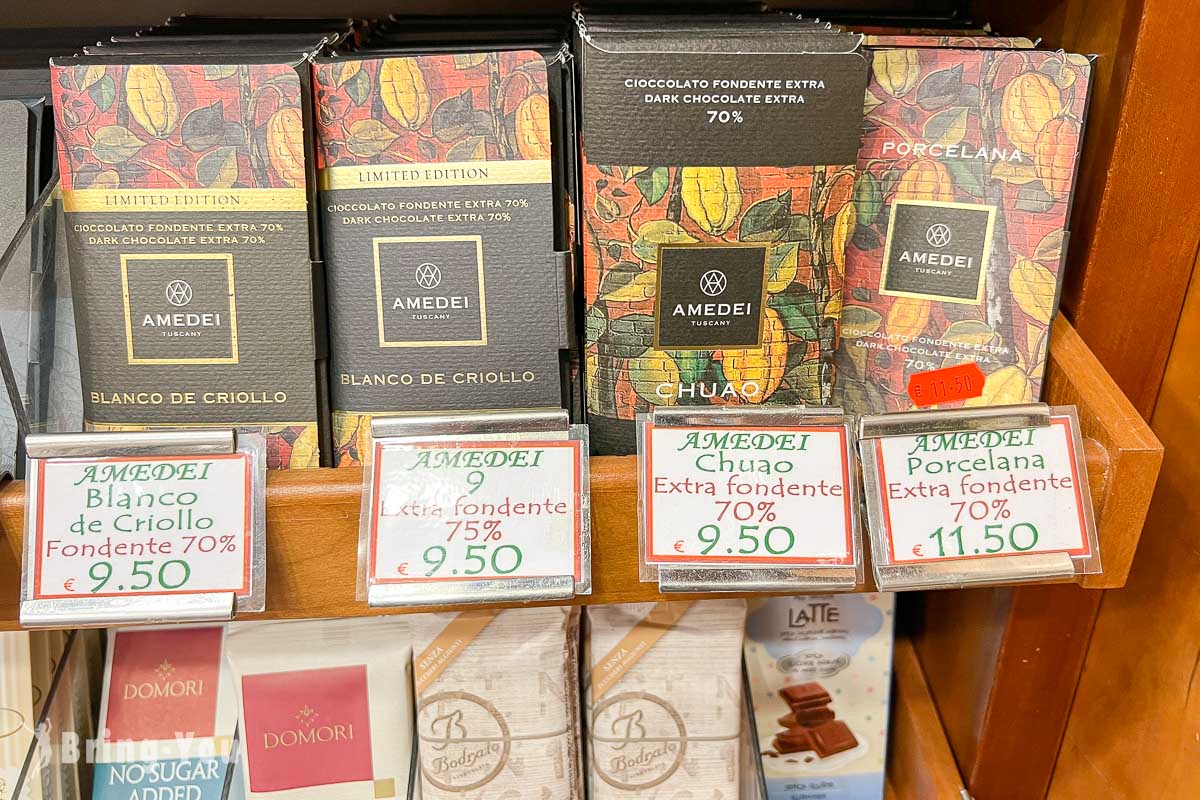 LIMITED EDITION
CIOCCOLATO FONDENTE EXTRA 70%
DARK CHOCOLATE EXTRA 70%
AMEDEI
TUSCANY
BLANCO DE CRIOLLO
LIMITED EDITION
CIOCCOLATO FONDENTE EXTRA 70%
DARK CHOCOLATE EXTRA 70%
AMEDEI
TUSCANY
BLANCO DE CRIOLLO
CIOCCOLATO FONDENTE EXTRA
DARK CHOCOLATE EXTRA
70%
AMEDEI
TUSCANY
CHUAO
PORCELANA
AMEDEI
TUSCANY
CIOCCOLATO FONDENTE EXTRA
DARK CHOCOLATE EXTRA
70%
€ 11.50
AMEDEI
Blanco
de Criollo
Fondente 70%
€ 9.50
AMEDEI
9
Extra fondente
75%
€ 9.50
AMEDEI
Chuao
Extra fondente
70%
€ 9.50
AMEDEI
Porcelana
Extra fondente
70%
€ 11.50
DOMORI
NO SUGAR
ADDED
DOMORI
SENZA
B
Bodrato
SENZA
B
Bodrato
LATTE
Bring-You